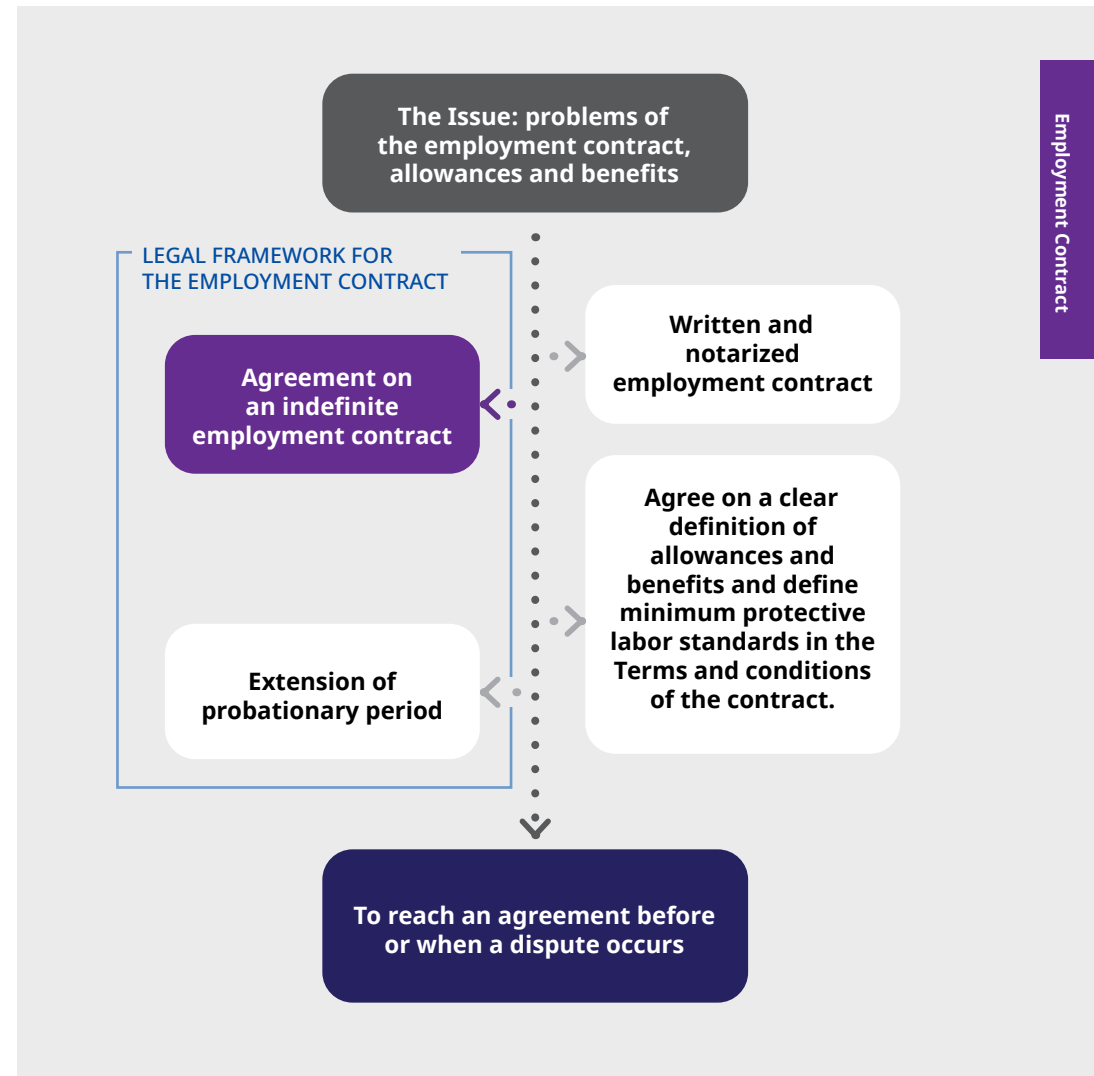 The Issue: problems of
the employment contract,
allowances and benefits
Employment Contract
LEGAL FRAMEWORK FOR
THE EMPLOYMENT CONTRACT
Written and
notarized
employment contract
Agreement on
an indefinite
employment contract
Agree on a clear
definition of
allowances and
benefits and define
minimum protective
labor standards in the
Terms and conditions
of the contract.
Extension of
probationary period
To reach an agreement before
or when a dispute occurs